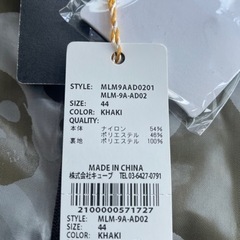 STYLE: MLM9AAD0201
MLM-9A-AD02
SIZE: 44
COLOR: KHAKI
QUALITY:
本体 ナイロン 54%
ポリエステル 46%
裏地 ポリエステル 100%
MADE IN CHINA
株式会社キューブ TEL 03-6427-0791
2100000571727
STYLE: MLM-9A-AD02
SIZE: 44
COLOR: KHAKI